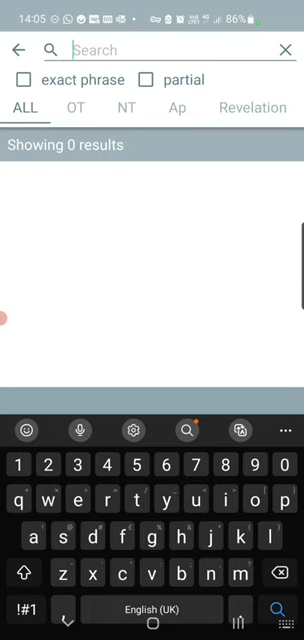 14:05 86%
Search
exact phrase partial
ALL OT NT Ap Revelation
Showing 0 results
1 2 3 4 5 6 7 8 9 0
q w e r t y u i o p
a s d f g h j k l
z x c v b n m
!#1 , English (UK) .